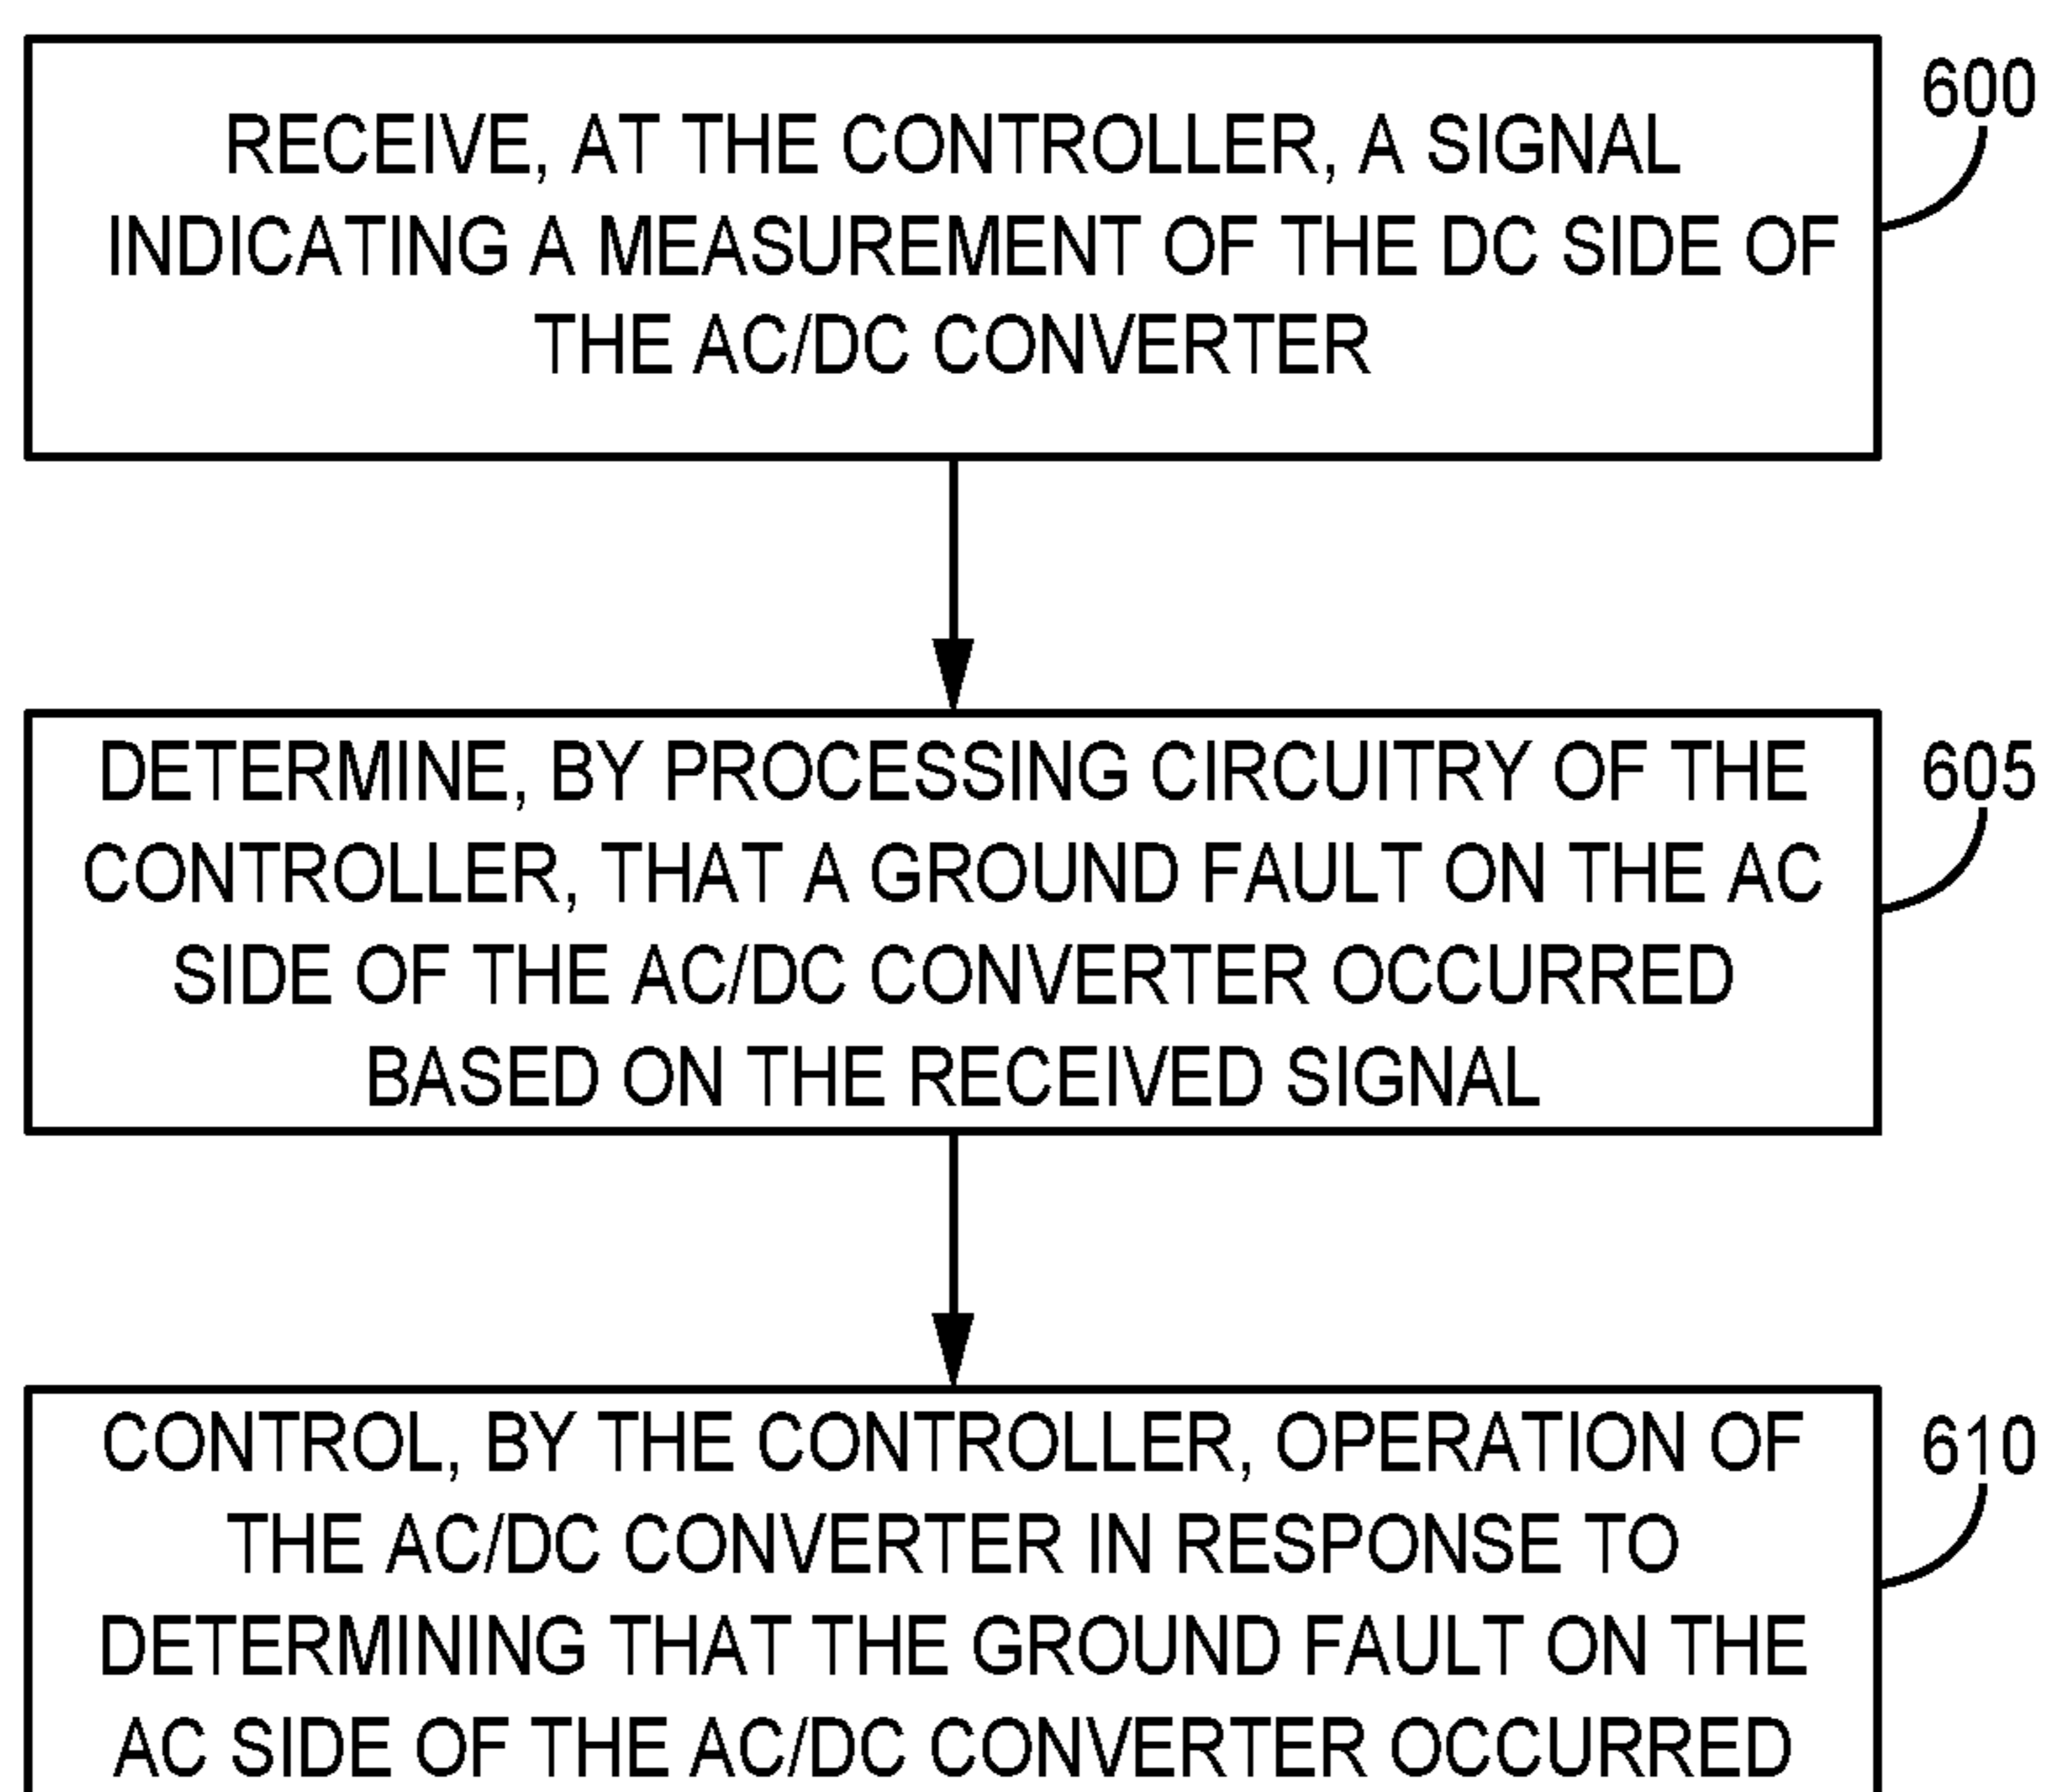 RECEIVE, AT THE CONTROLLER, A SIGNAL
INDICATING A MEASUREMENT OF THE DC SIDE OF
THE AC/DC CONVERTER
600
DETERMINE, BY PROCESSING CIRCUITRY OF THE
CONTROLLER, THAT A GROUND FAULT ON THE AC
SIDE OF THE AC/DC CONVERTER OCCURRED
BASED ON THE RECEIVED SIGNAL
605
CONTROL, BY THE CONTROLLER, OPERATION OF
THE AC/DC CONVERTER IN RESPONSE TO
DETERMINING THAT THE GROUND FAULT ON THE
AC SIDE OF THE AC/DC CONVERTER OCCURRED
610